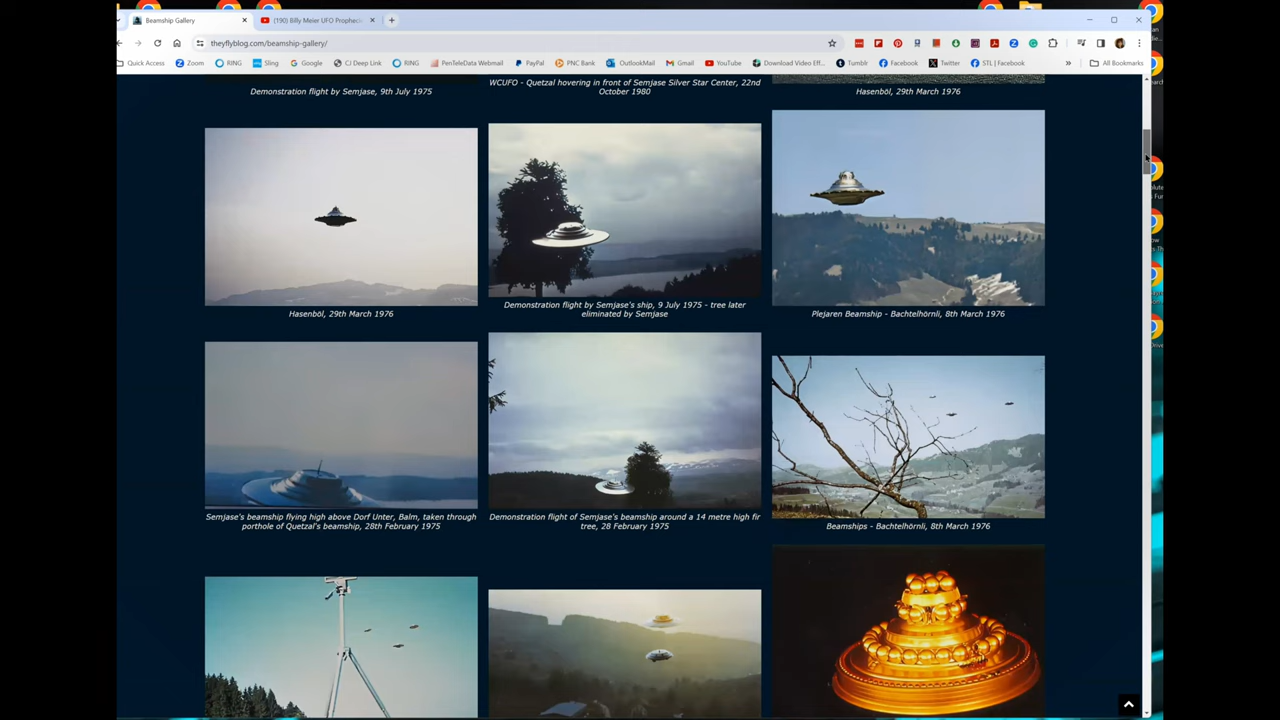 Beamship Gallery
(190) Billy Meier UFO Prophecie
theyflyblog.com/beamship-gallery/
Quick Access
Zoom
RING
Sling
Google
CJ Deep Link
RING
PenTeleData Webmail
PayPal
PNC Bank
OutlookMail
Gmail
YouTube
Download Video Eff...
Tumblr
Facebook
Twitter
STL | Facebook
»
All Bookmarks
Demonstration flight by Semjase, 9th July 1975
WCUFO - Quetzal hovering in front of Semjase Silver Star Center, 22nd
October 1980
Hasenböl, 29th March 1976
Hasenböl, 29th March 1976
Demonstration flight by Semjase's ship, 9 July 1975 - tree later
eliminated by Semjase
Plejaren Beamship - Bachtelhörnli, 8th March 1976
Semjase's beamship flying high above Dorf Unter, Balm, taken through
porthole of Quetzal's beamship, 28th February 1975
Demonstration flight of Semjase's beamship around a 14 metre high fir
tree, 28 February 1975
Beamships - Bachtelhörnli, 8th March 1976